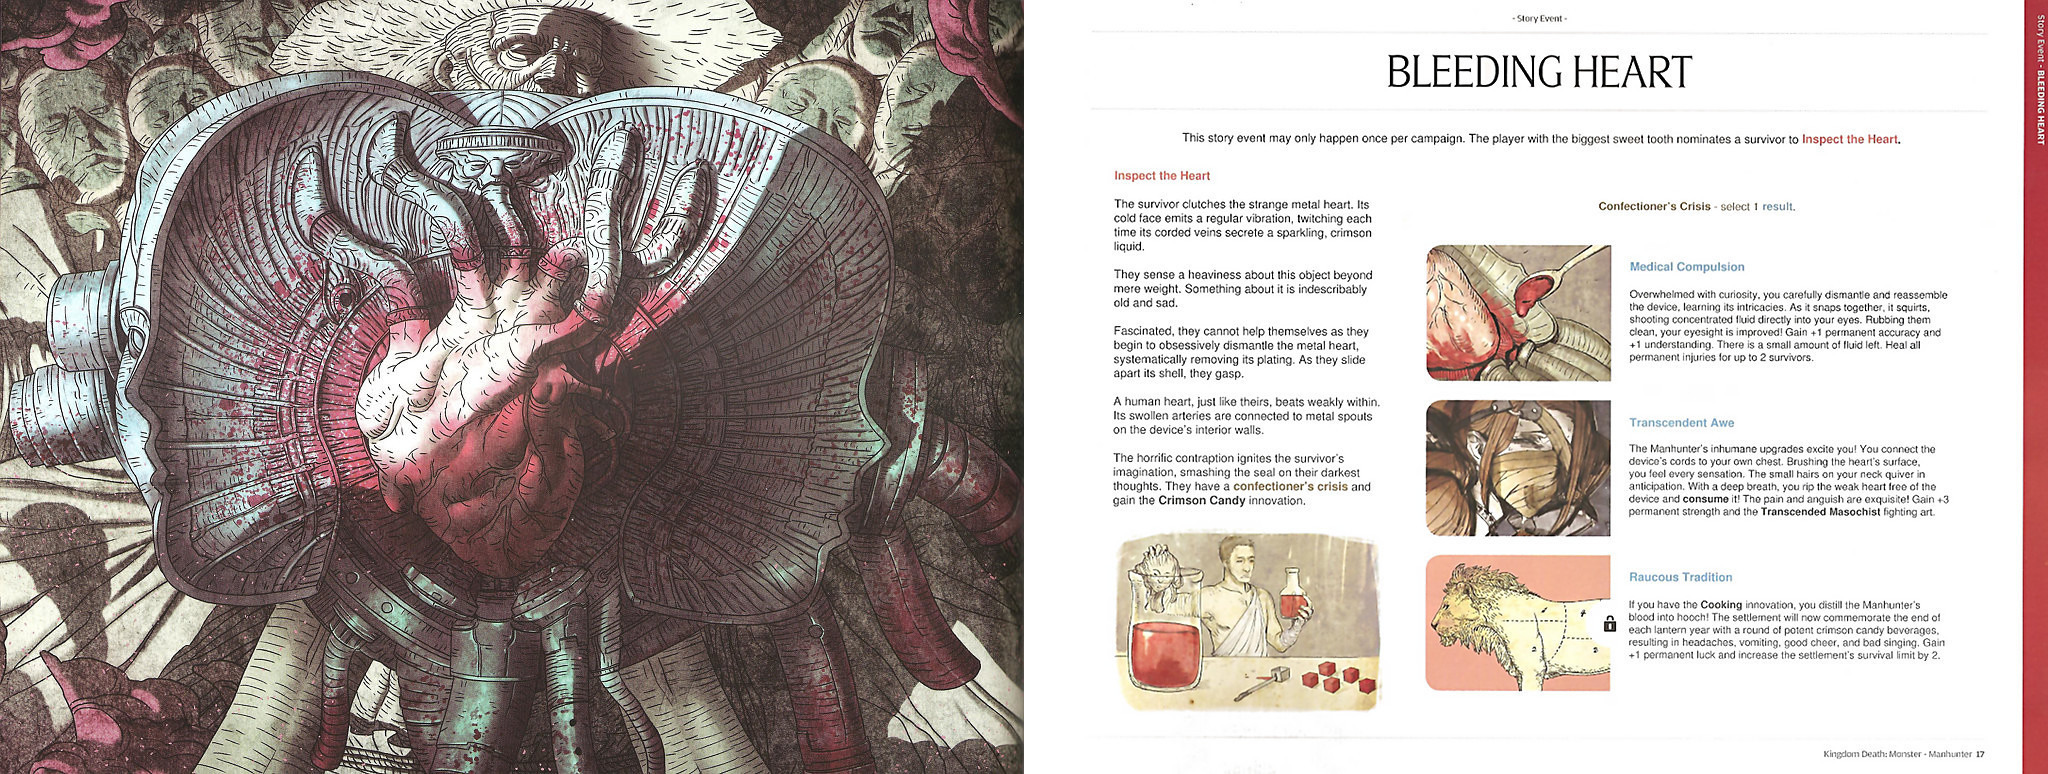 - Story Event -
BLEEDING HEART
This story event may only happen once per campaign. The player with the biggest sweet tooth nominates a survivor to Inspect the Heart.
Inspect the Heart
The survivor clutches the strange metal heart. Its
cold face emits a regular vibration, twitching each
time its corded veins secrete a sparkling, crimson
liquid.
They sense a heaviness about this object beyond
mere weight. Something about it is indescribably
old and sad.
Fascinated, they cannot help themselves as they
begin to obsessively dismantle the metal heart,
systematically removing its plating. As they slide
apart its shell, they gasp.
A human heart, just like theirs, beats weakly within.
Its swollen arteries are connected to metal spouts
on the device's interior walls.
The horrific contraption ignites the survivor's
imagination, smashing the seal on their darkest
thoughts. They have a confectioner's crisis and
gain the Crimson Candy innovation.
Confectioner's Crisis - select 1 result.
Medical Compulsion
Overwhelmed with curiosity, you carefully dismantle and reassemble
the device, learning its intricacies. As it snaps together, it squirts,
shooting concentrated fluid directly into your eyes. Rubbing them
clean, your eyesight is improved! Gain +1 permanent accuracy and
+1 understanding. There is a small amount of fluid left. Heal all
permanent injuries for up to 2 survivors.
Transcendent Awe
The Manhunter's inhumane upgrades excite you! You connect the
device's cords to your own chest. Brushing the heart's surface,
you feel every sensation. The small hairs on your neck quiver in
anticipation. With a deep breath, you rip the weak heart free of the
device and consume it! The pain and anguish are exquisite! Gain +3
permanent strength and the Transcended Masochist fighting art.
Raucous Tradition
If you have the Cooking innovation, you distill the Manhunter's
blood into hooch! The settlement will now commemorate the end of
each lantern year with a round of potent crimson candy beverages,
resulting in headaches, vomiting, good cheer, and bad singing. Gain
+1 permanent luck and increase the settlement's survival limit by 2.
Kingdom Death: Monster - Manhunter 17
Story Event - BLEEDING HEART